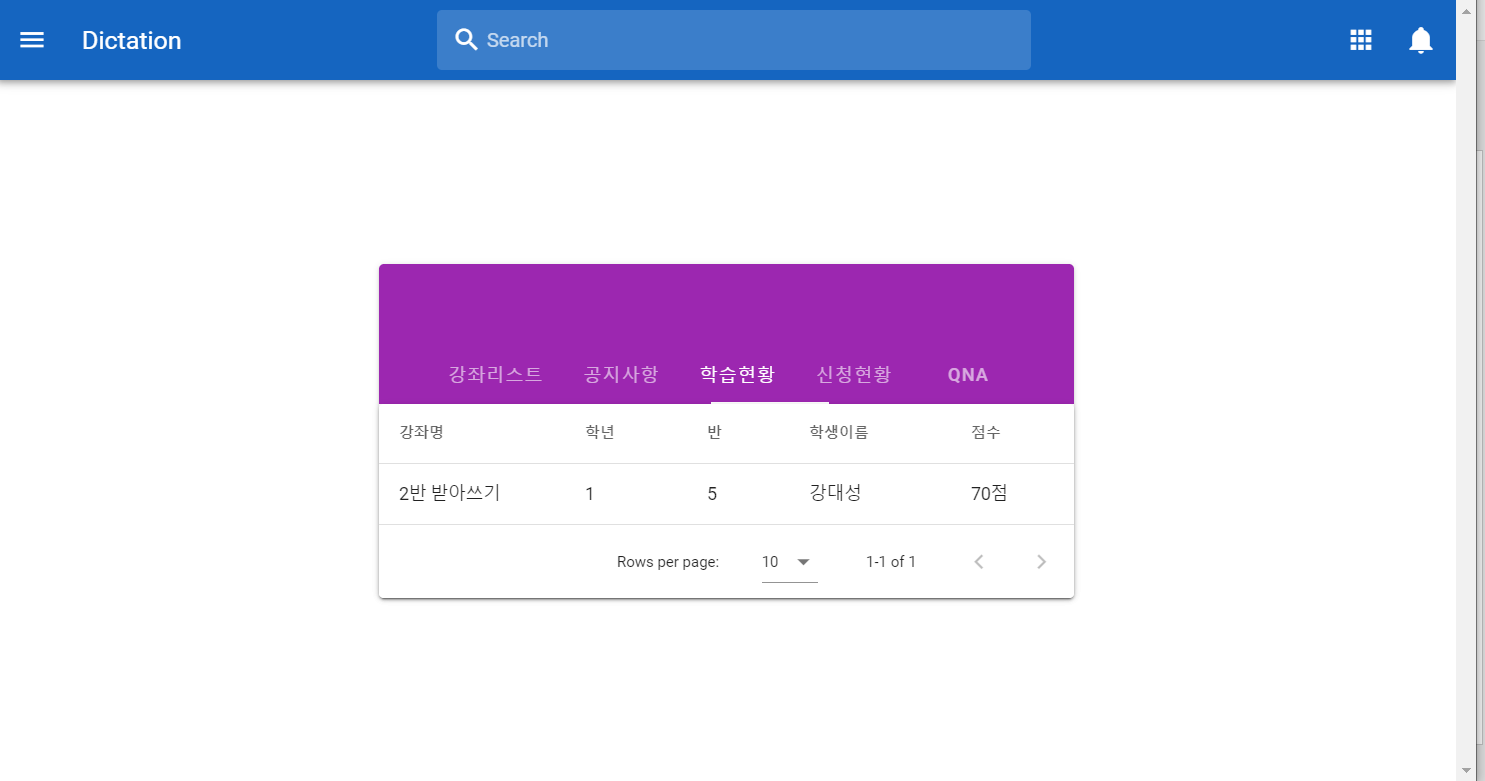 Dictation Search
강좌리스트 공지사항 학습현황 신청현황 QNA
강좌명 학년 반 학생이름 점수
2반 받아쓰기 1 5 강대성 70점
Rows per page: 10 1-1 of 1